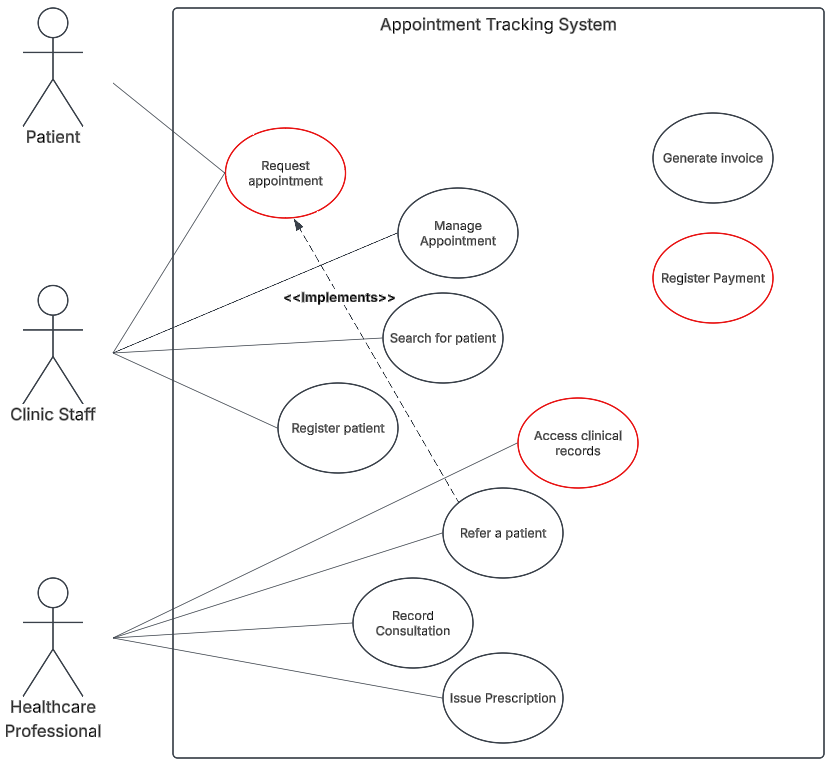 Appointment Tracking System
Patient
Request
appointment
Generate invoice
Manage
Appointment
Register Payment
<<Implements>>
Search for patient
Clinic Staff
Register patient
Access clinical
records
Refer a patient
Record
Consultation
Issue Prescription
Healthcare
Professional